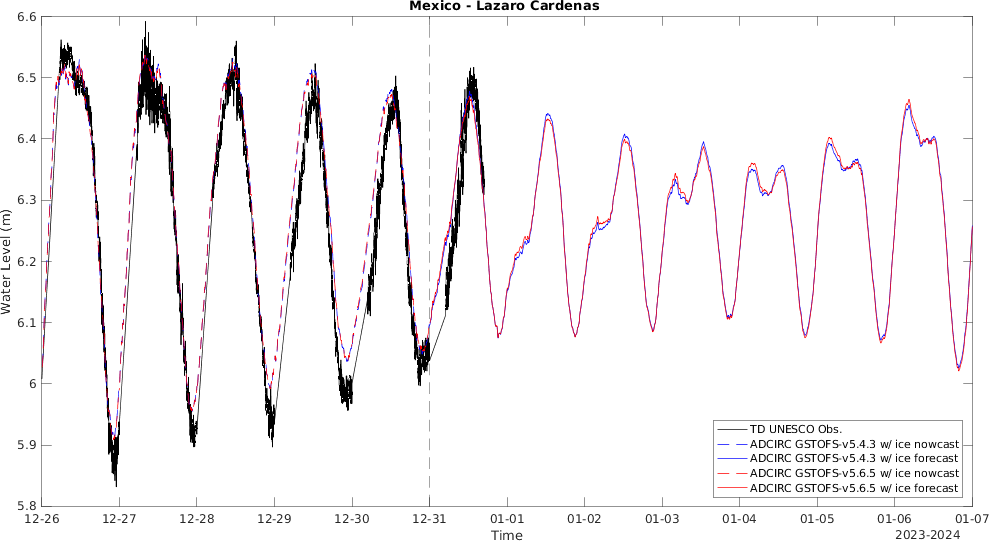 Mexico - Lazaro Cardenas
6.6
6.5
6.4
6.3
6.2
6.1
6
5.9
5.8
Water Level (m)
TD UNESCO Obs.
ADCIRC GSTOFS-v5.4.3 w/ ice nowcast
ADCIRC GSTOFS-v5.4.3 w/ ice forecast
ADCIRC GSTOFS-v5.6.5 w/ ice nowcast
ADCIRC GSTOFS-v5.6.5 w/ ice forecast
12-26 12-27 12-28 12-29 12-30 12-31 01-01 01-02 01-03 01-04 01-05 01-06 01-07
Time
2023-2024